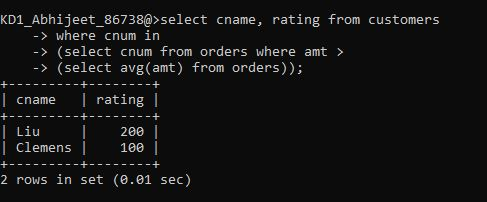 KD1_Abhijeet_86738@>select cname, rating from customers
    -> where cnum in
    -> (select cnum from orders where amt >
    -> (select avg(amt) from orders));
+---------+--------+
| cname   | rating |
+---------+--------+
| Liu     |    200 |
| Clemens |    100 |
+---------+--------+
2 rows in set (0.01 sec)